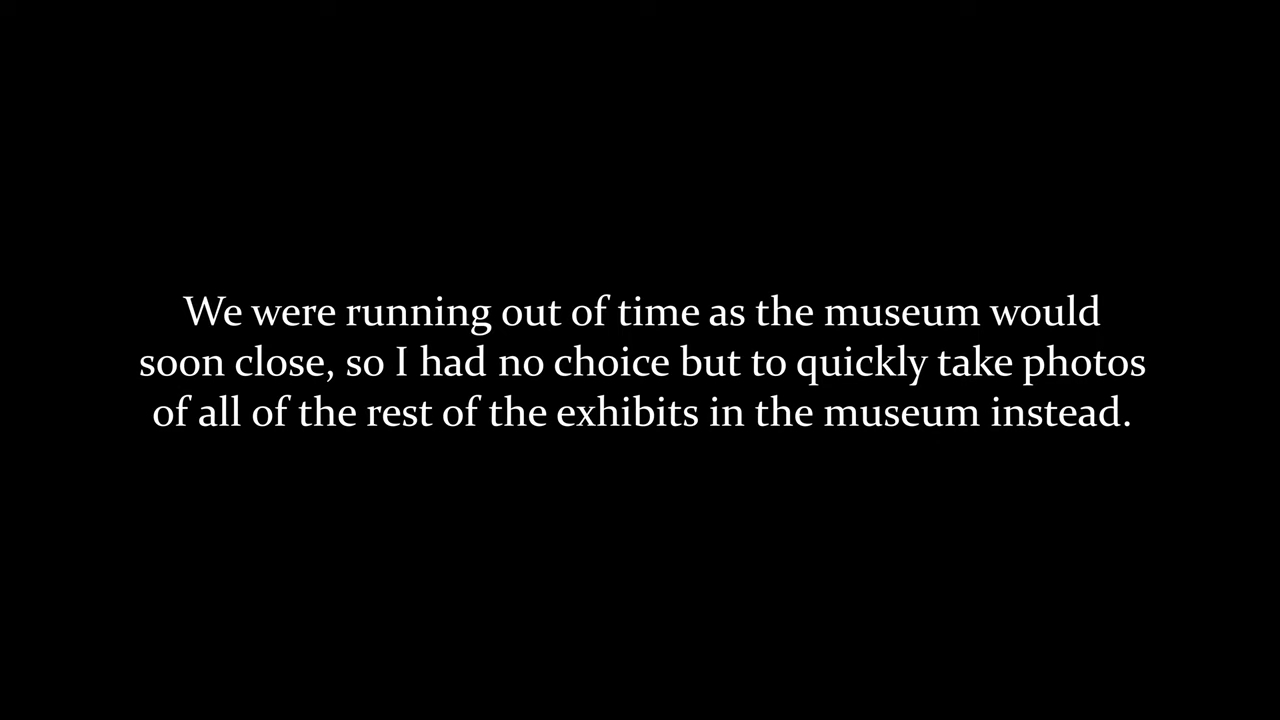 We were running out of time as the museum would
soon close, so I had no choice but to quickly take photos
of all of the rest of the exhibits in the museum instead.